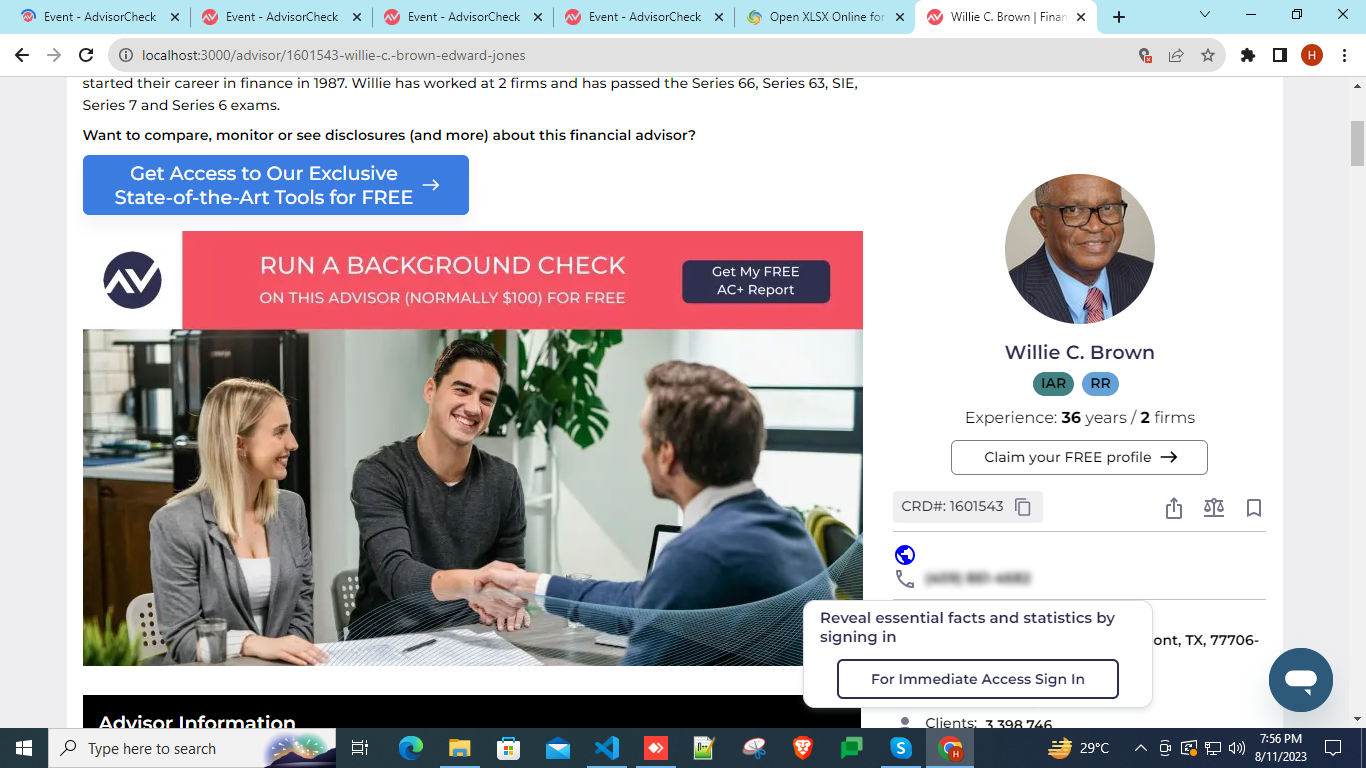 Event - AdvisorCheck
Event - AdvisorCheck
Event - AdvisorCheck
Event - AdvisorCheck
Open XLSX Online for
Willie C. Brown | Finan
localhost:3000/advisor/1601543-willie-c.-brown-edward-jones
H
started their career in finance in 1987. Willie has worked at 2 firms and has passed the Series 66, Series 63, SIE,
Series 7 and Series 6 exams.
Want to compare, monitor or see disclosures (and more) about this financial advisor?
Get Access to Our Exclusive
State-of-the-Art Tools for FREE
RUN A BACKGROUND CHECK
ON THIS ADVISOR (NORMALLY $100) FOR FREE
Get My FREE
AC+ Report
Advisor Information
Willie C. Brown
IAR RR
Experience: 36 years / 2 firms
Claim your FREE profile
CRD#: 1601543
ont, TX, 77706-
Reveal essential facts and statistics by
signing in
For Immediate Access Sign In
Clients: 3,398,746
Type here to search
H
29°C
7:56 PM
8/11/2023